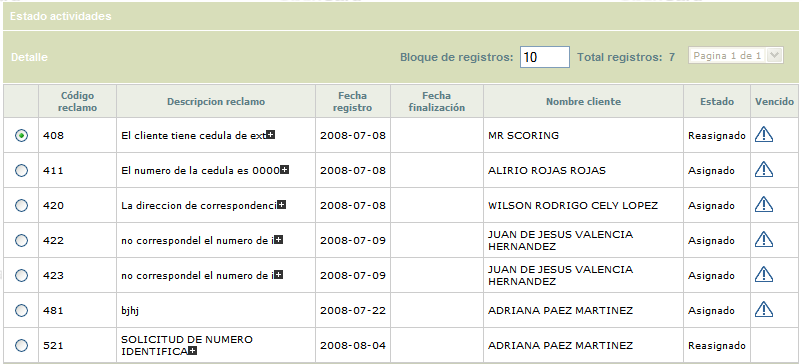 Estado actividades
Detalle Bloque de registros: 10 Total registros: 7 Pagina 1 de 1
Código reclamo Descripcion reclamo Fecha registro Fecha finalización Nombre cliente Estado Vencido
408 El cliente tiene cedula de ext 2008-07-08 MR SCORING Reasignado
411 El numero de la cedula es 0000 2008-07-08 ALIRIO ROJAS ROJAS Asignado
420 La direccion de correspondenci 2008-07-08 WILSON RODRIGO CELY LOPEZ Asignado
422 no correspondel el numero de i 2008-07-09 JUAN DE JESUS VALENCIA HERNANDEZ Asignado
423 no correspondel el numero de i 2008-07-09 JUAN DE JESUS VALENCIA HERNANDEZ Asignado
481 bjhj 2008-07-22 ADRIANA PAEZ MARTINEZ Asignado
521 SOLICITUD DE NUMERO IDENTIFICA 2008-08-04 ADRIANA PAEZ MARTINEZ Reasignado